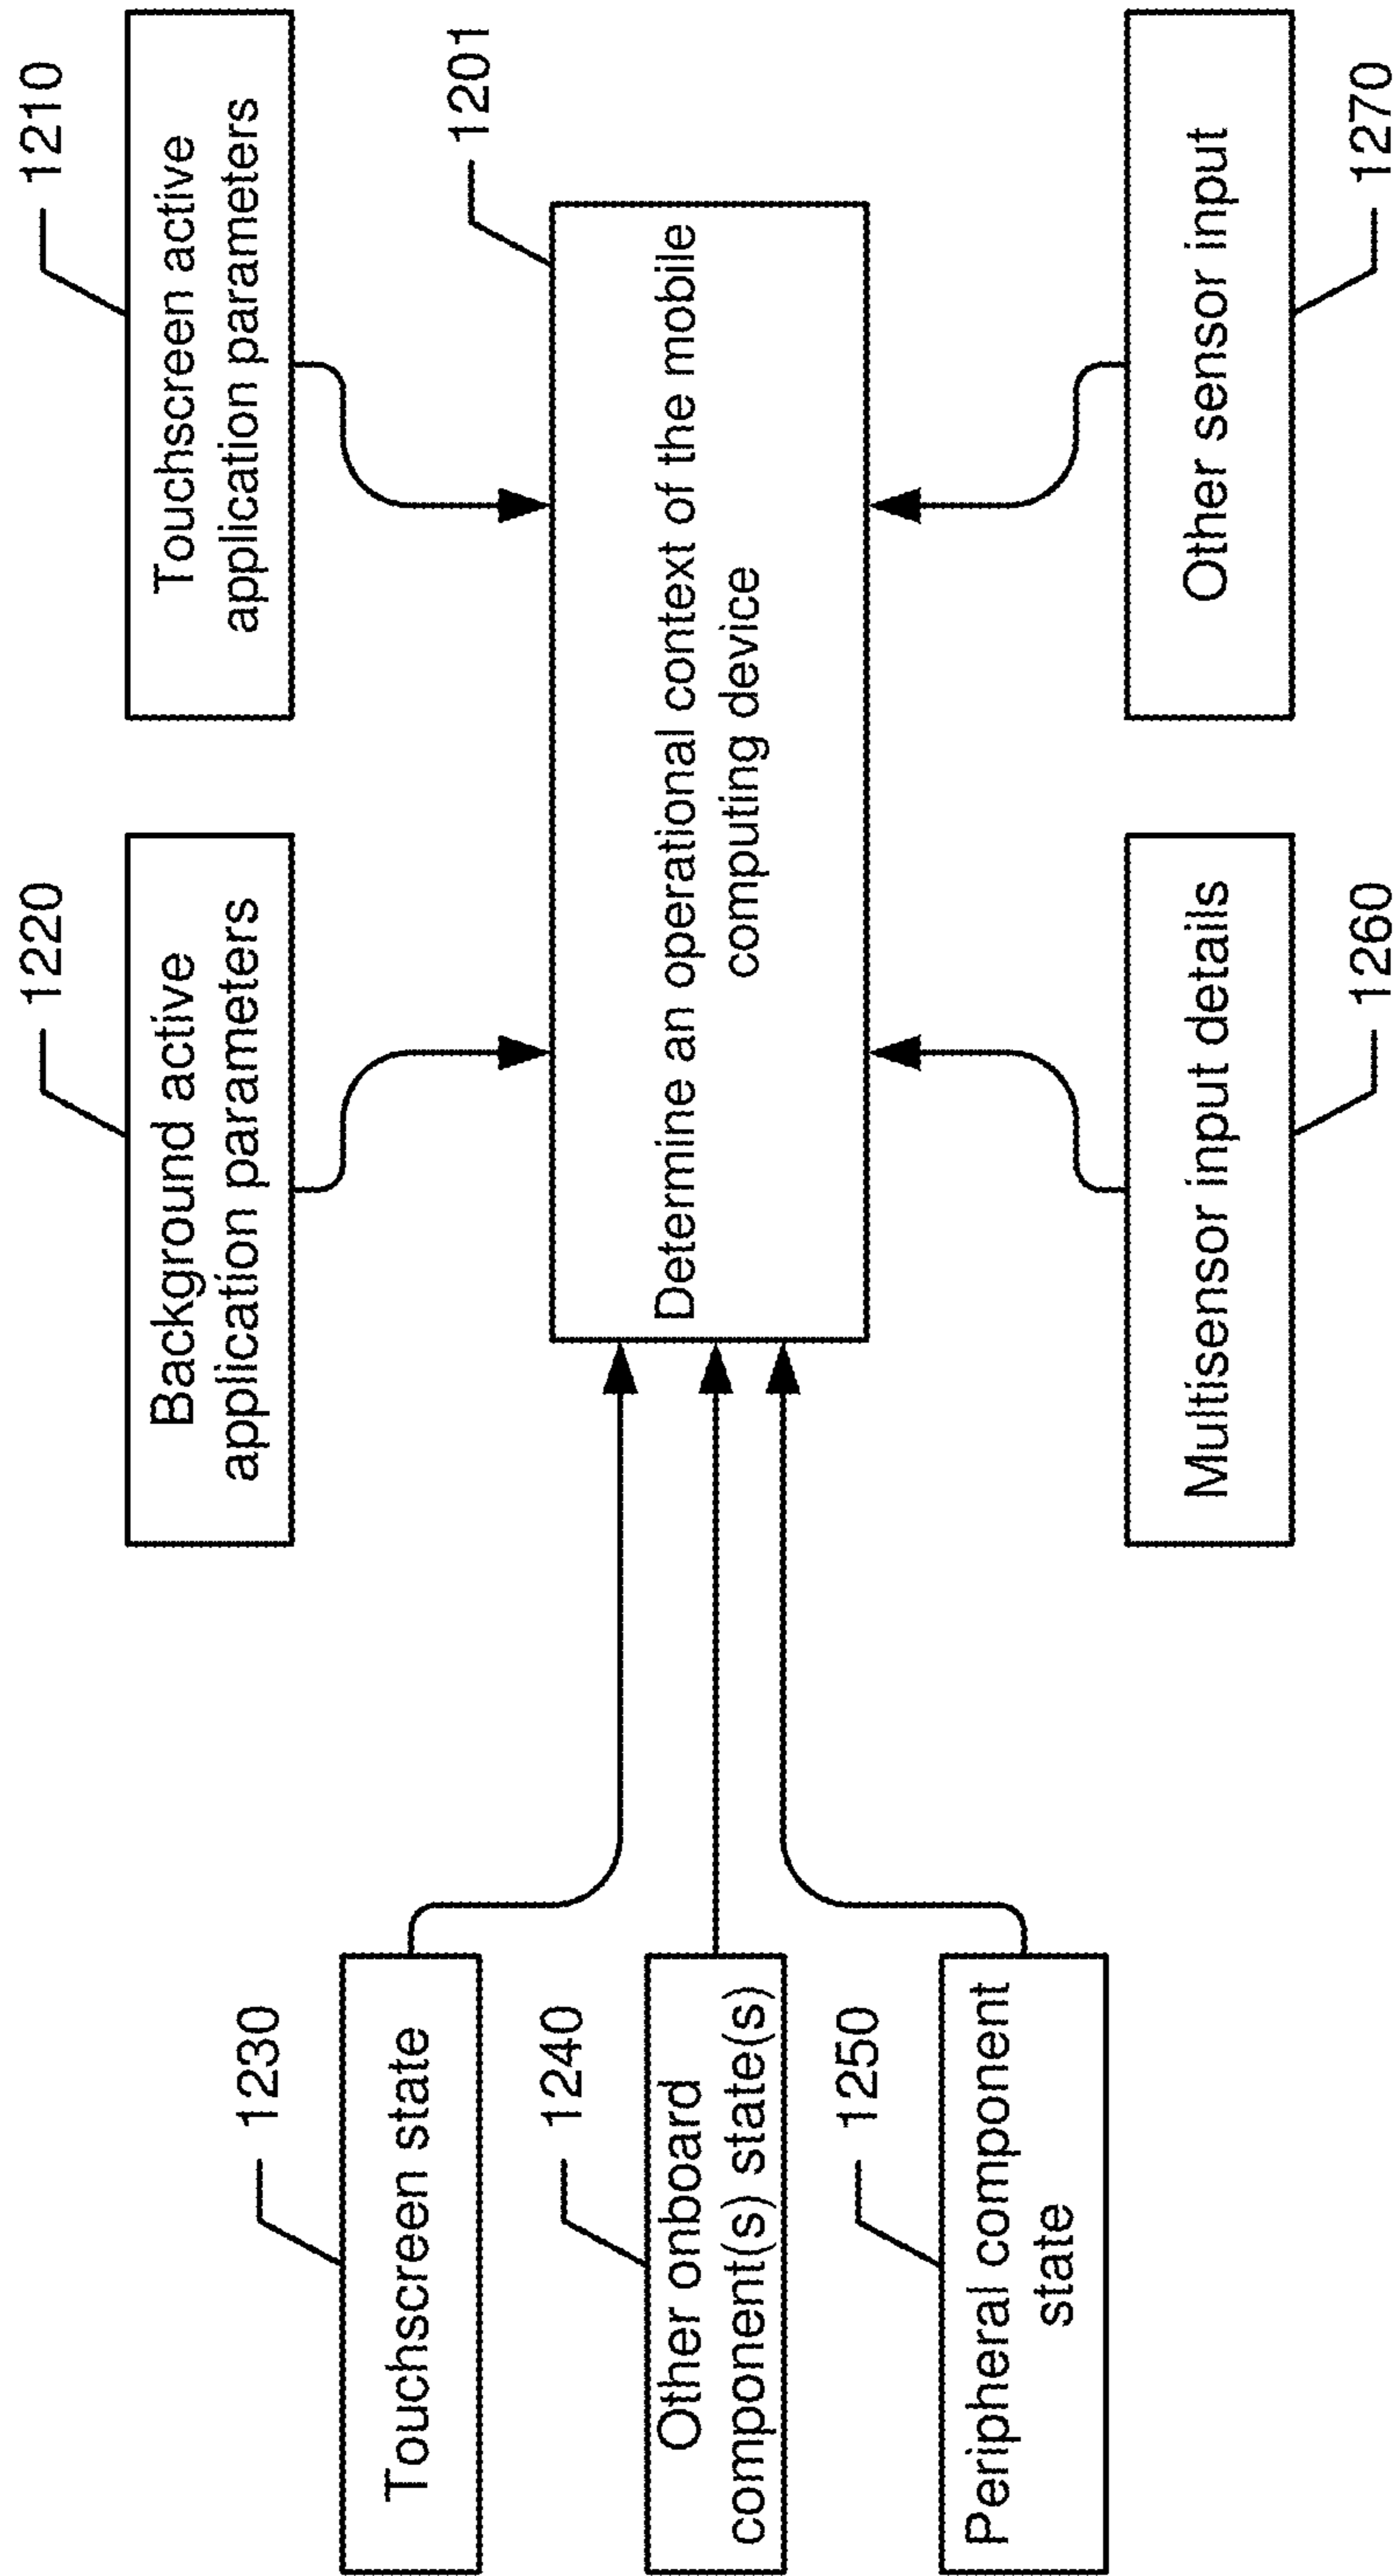 1220
1210
Background active
application parameters
Touchscreen active
application parameters
1230
Touchscreen state
1201
1240
Other onboard
component(s) state(s)
Determine an operational context of the mobile
computing device
1250
Peripheral component
state
Multisensor input details
Other sensor input
1260
1270